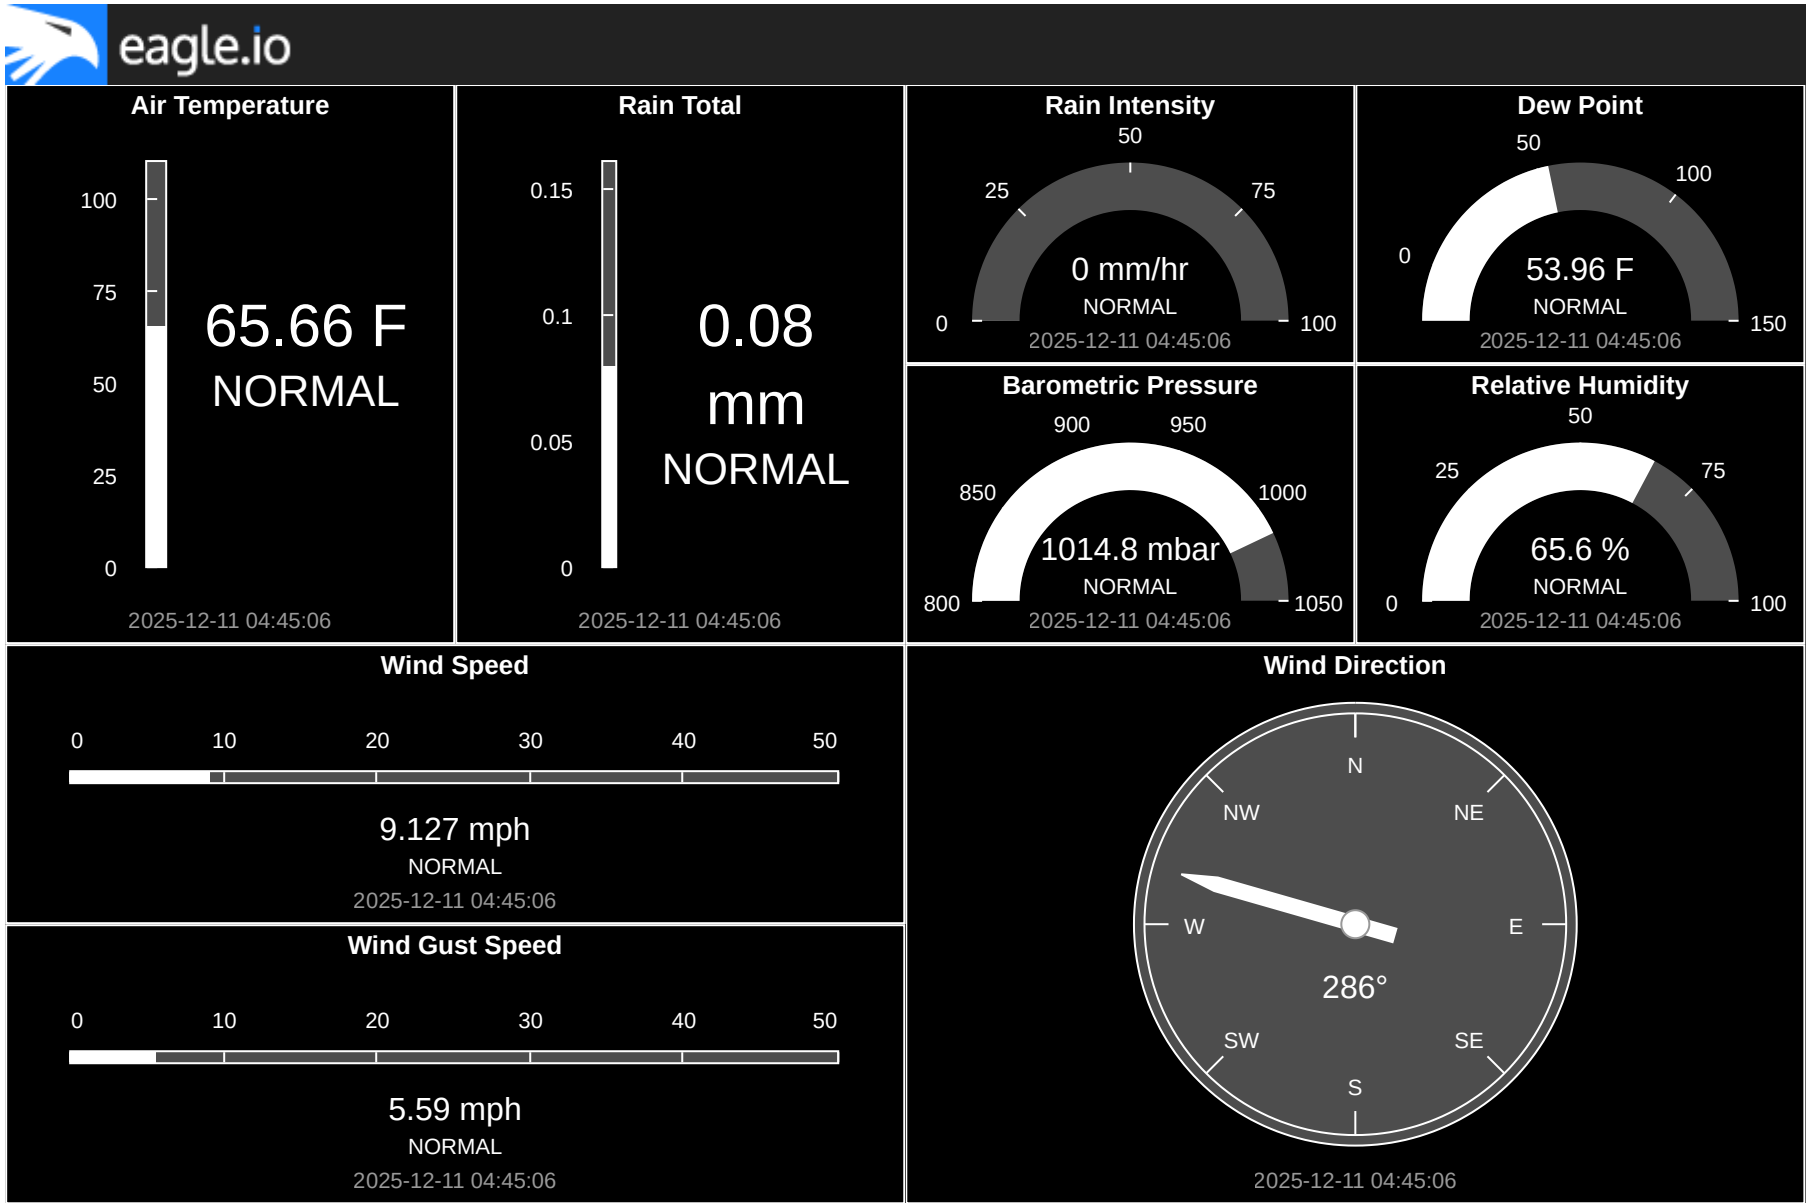 eagle.io
Air Temperature
100
75
50
25
0
65.66 F
NORMAL
2025-12-11 04:45:06
Rain Total
0.15
0.1
0.05
0
0.08
mm
NORMAL
2025-12-11 04:45:06
Rain Intensity
0
25
50
75
100
0 mm/hr
NORMAL
2025-12-11 04:45:06
Dew Point
0
50
100
150
53.96 F
NORMAL
2025-12-11 04:45:06
Barometric Pressure
800
850
900
950
1000
1050
1014.8 mbar
NORMAL
2025-12-11 04:45:06
Relative Humidity
0
25
50
75
100
65.6 %
NORMAL
2025-12-11 04:45:06
Wind Speed
0 10 20 30 40 50
9.127 mph
NORMAL
2025-12-11 04:45:06
Wind Gust Speed
0 10 20 30 40 50
5.59 mph
NORMAL
2025-12-11 04:45:06
Wind Direction
N
NW NE
W E
286°
SW SE
S
2025-12-11 04:45:06